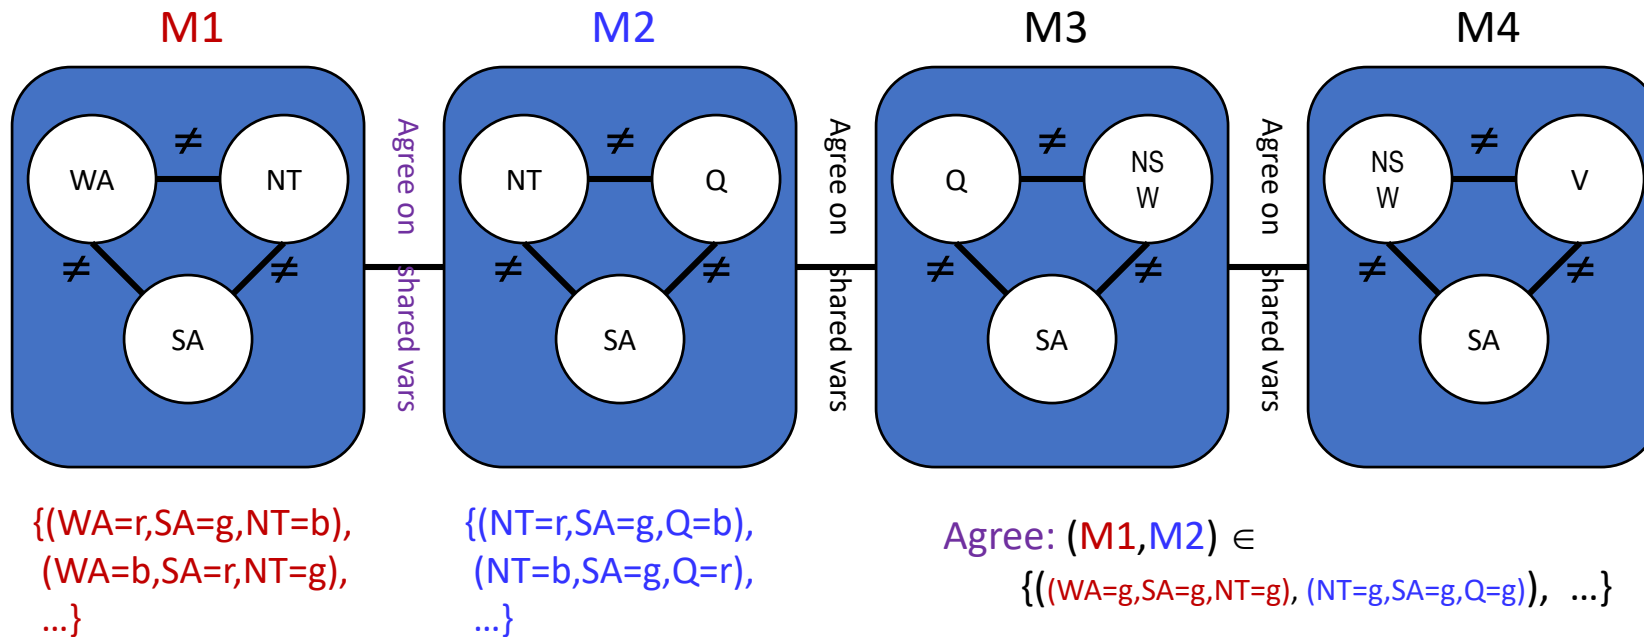 M1
M2
M3
M4
WA
≠
NT
≠
≠
SA
Agree on shared vars
NT
≠
Q
≠
≠
SA
Agree on shared vars
Q
≠
NS
W
≠
≠
SA
Agree on shared vars
NS
W
≠
V
≠
≠
SA
{(WA=r,SA=g,NT=b),
(WA=b,SA=r,NT=g),
...}
{(NT=r,SA=g,Q=b),
(NT=b,SA=g,Q=r),
...}
Agree: (M1,M2) ∈
{((WA=g,SA=g,NT=g), (NT=g,SA=g,Q=g)), ...}